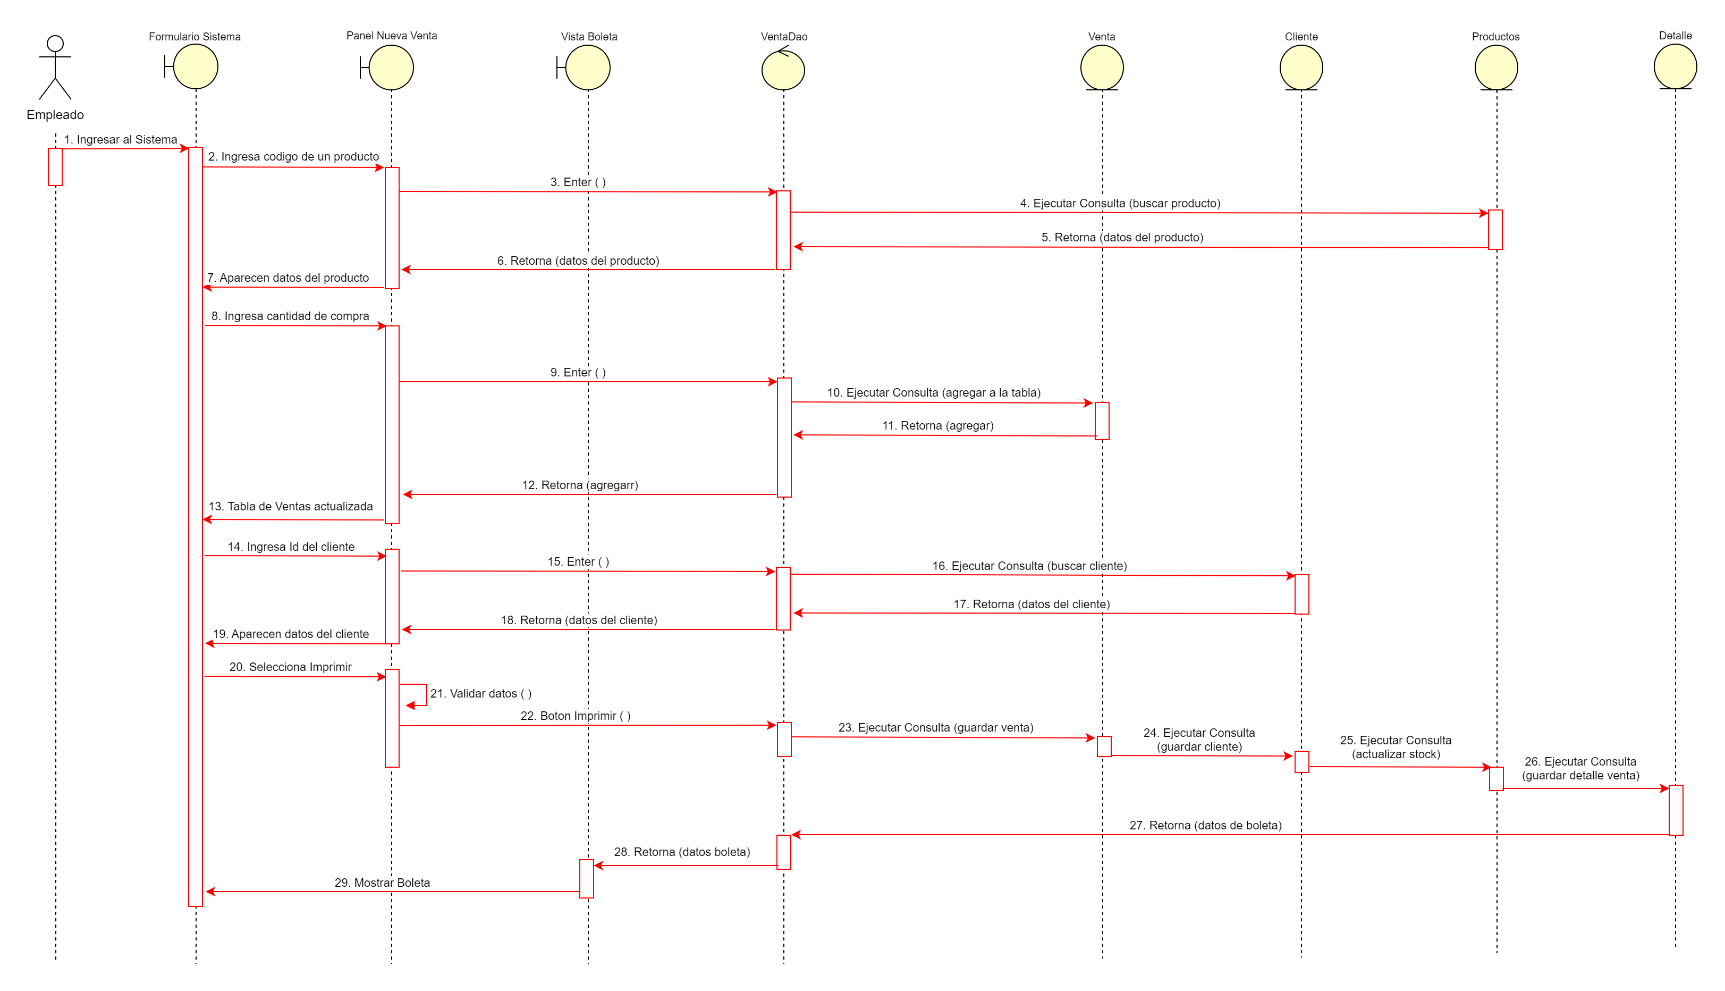 Formulario Sistema
Panel Nueva Venta
Vista Boleta
VentaDao
Venta
Cliente
Productos
Detalle
Empleado
1. Ingresar al Sistema
2. Ingresa codigo de un producto
3. Enter ( )
4. Ejecutar Consulta (buscar producto)
5. Retorna (datos del producto)
6. Retorna (datos del producto)
7. Aparecen datos del producto
8. Ingresa cantidad de compra
9. Enter ( )
10. Ejecutar Consulta (agregar a la tabla)
11. Retorna (agregar)
12. Retorna (agregarr)
13. Tabla de Ventas actualizada
14. Ingresa Id del cliente
15. Enter ( )
16. Ejecutar Consulta (buscar cliente)
17. Retorna (datos del cliente)
18. Retorna (datos del cliente)
19. Aparecen datos del cliente
20. Selecciona Imprimir
21. Validar datos ( )
22. Boton Imprimir ( )
23. Ejecutar Consulta (guardar venta)
24. Ejecutar Consulta
(guardar cliente)
25. Ejecutar Consulta
(actualizar stock)
26. Ejecutar Consulta
(guardar detalle venta)
27. Retorna (datos de boleta)
28. Retorna (datos boleta)
29. Mostrar Boleta